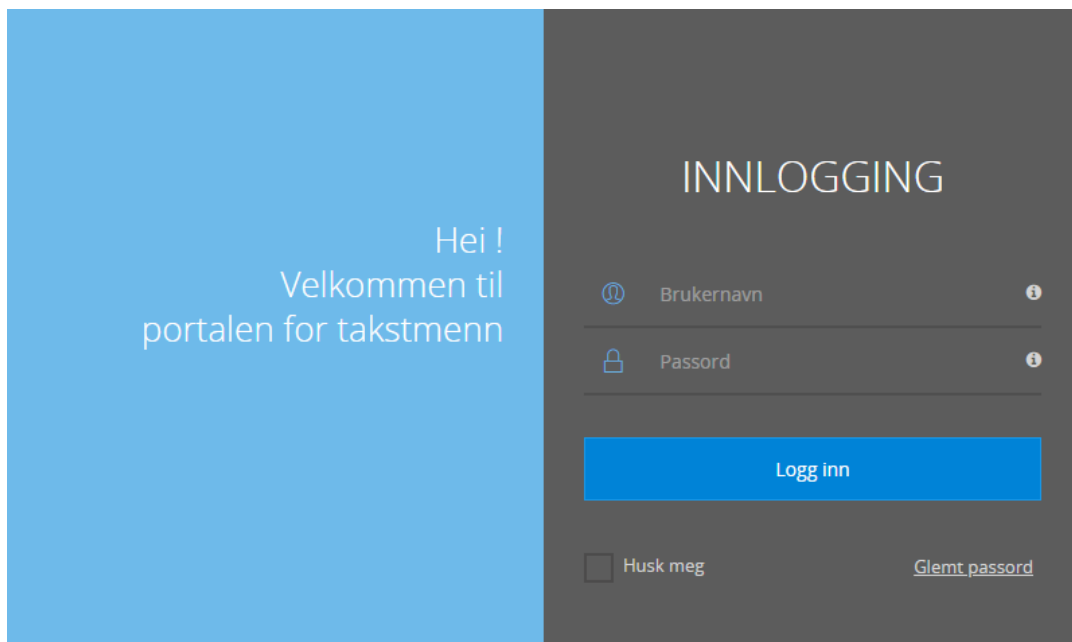 Hei !
Velkommen til
portalen for takstmenn
INNLOGGING
Brukernavn
Passord
Logg inn
Husk meg
Glemt passord